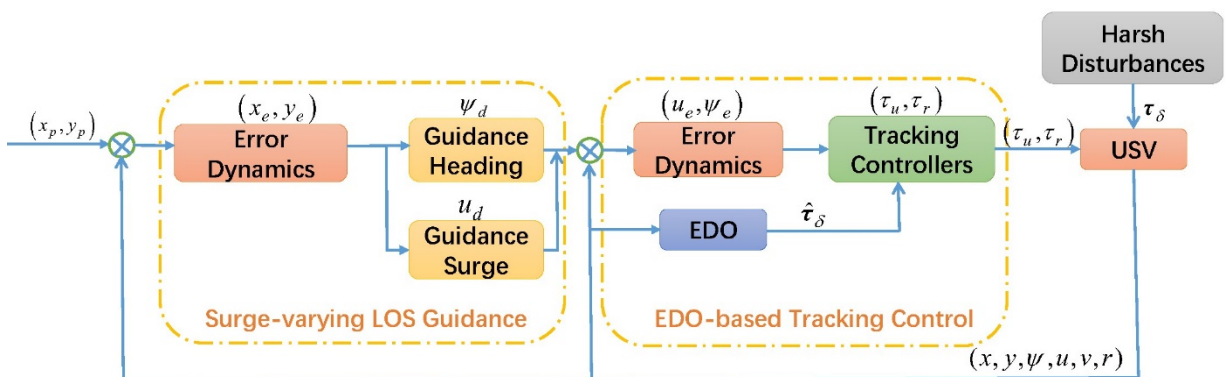 Harsh
Disturbances
(x_e, y_e)
ψ_d
(u_e, ψ_e)
(τ_u, τ_r)
τ_δ
(x_p, y_p)
Error
Dynamics
Guidance
Heading
Error
Dynamics
Tracking
Controllers
(τ_u, τ_r)
USV
u_d
Guidance
Surge
EDO
τ̂_δ
Surge-varying LOS Guidance
EDO-based Tracking Control
(x, y, ψ, u, v, r)